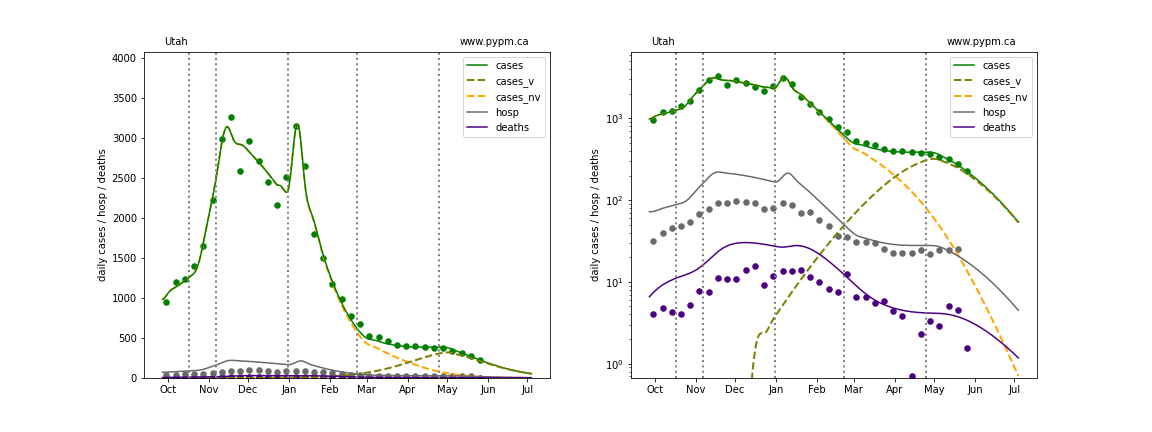 Utah www.pypm.ca
4000
3500
3000
2500
2000
1500
1000
500
0
daily cases / hosp / deaths
cases
cases_v
cases_nv
hosp
deaths
Oct Nov Dec Jan Feb Mar Apr May Jun Jul
Utah www.pypm.ca
10³
10²
10¹
10⁰
daily cases / hosp / deaths
cases
cases_v
cases_nv
hosp
deaths
Oct Nov Dec Jan Feb Mar Apr May Jun Jul